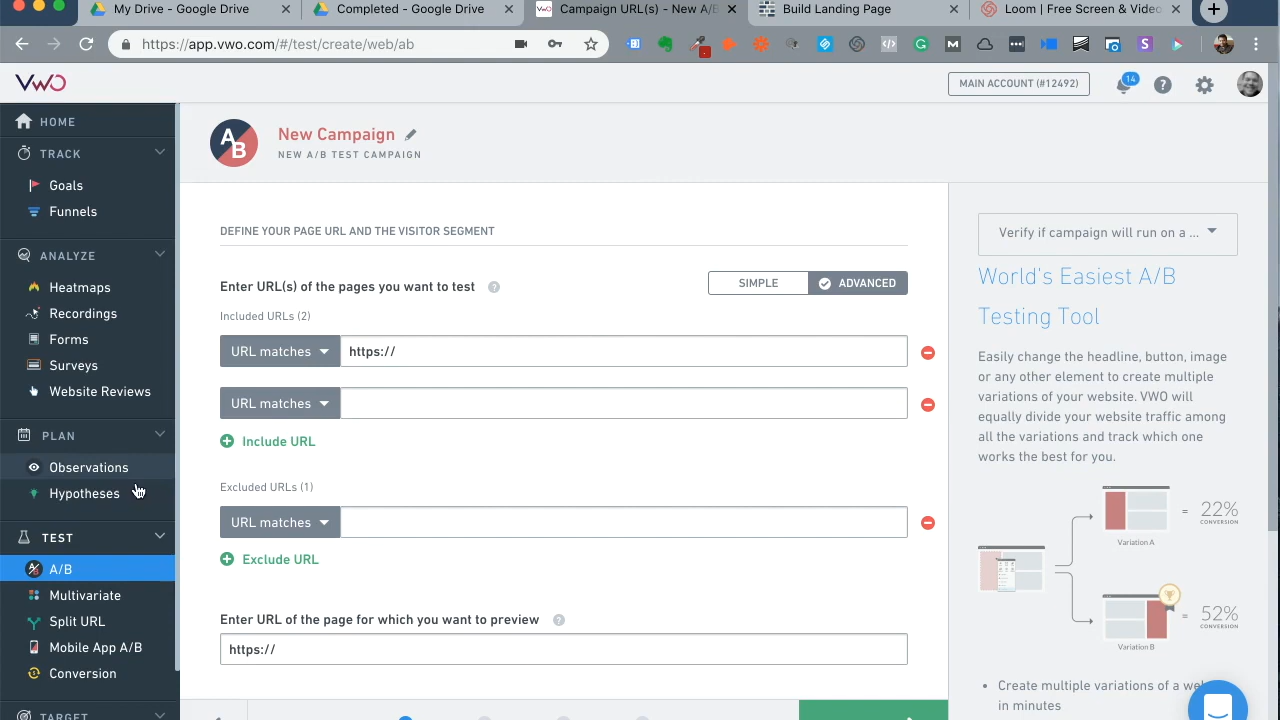 My Drive - Google Drive
Completed - Google Drive
Campaign URL(s) - New A/B
Build Landing Page
Loom | Free Screen & Video
https://app.vwo.com/#/test/create/web/ab
VWO
MAIN ACCOUNT (#12492)
14
HOME
TRACK
Goals
Funnels
ANALYZE
Heatmaps
Recordings
Forms
Surveys
Website Reviews
PLAN
Observations
Hypotheses
TEST
A/B
Multivariate
Split URL
Mobile App A/B
Conversion
TARGET
A
B
New Campaign
NEW A/B TEST CAMPAIGN
DEFINE YOUR PAGE URL AND THE VISITOR SEGMENT
Enter URL(s) of the pages you want to test
SIMPLE
ADVANCED
Included URLs (2)
URL matches
https://
URL matches
Include URL
Excluded URLs (1)
URL matches
Exclude URL
Enter URL of the page for which you want to preview
https://
Verify if campaign will run on a ...
World's Easiest A/B
Testing Tool
Easily change the headline, button, image
or any other element to create multiple
variations of your website. VWO will
equally divide your website traffic among
all the variations and track which one
works the best for you.
= 22%
CONVERSION
Variation A
= 52%
CONVERSION
Variation B
• Create multiple variations of a
in minutes